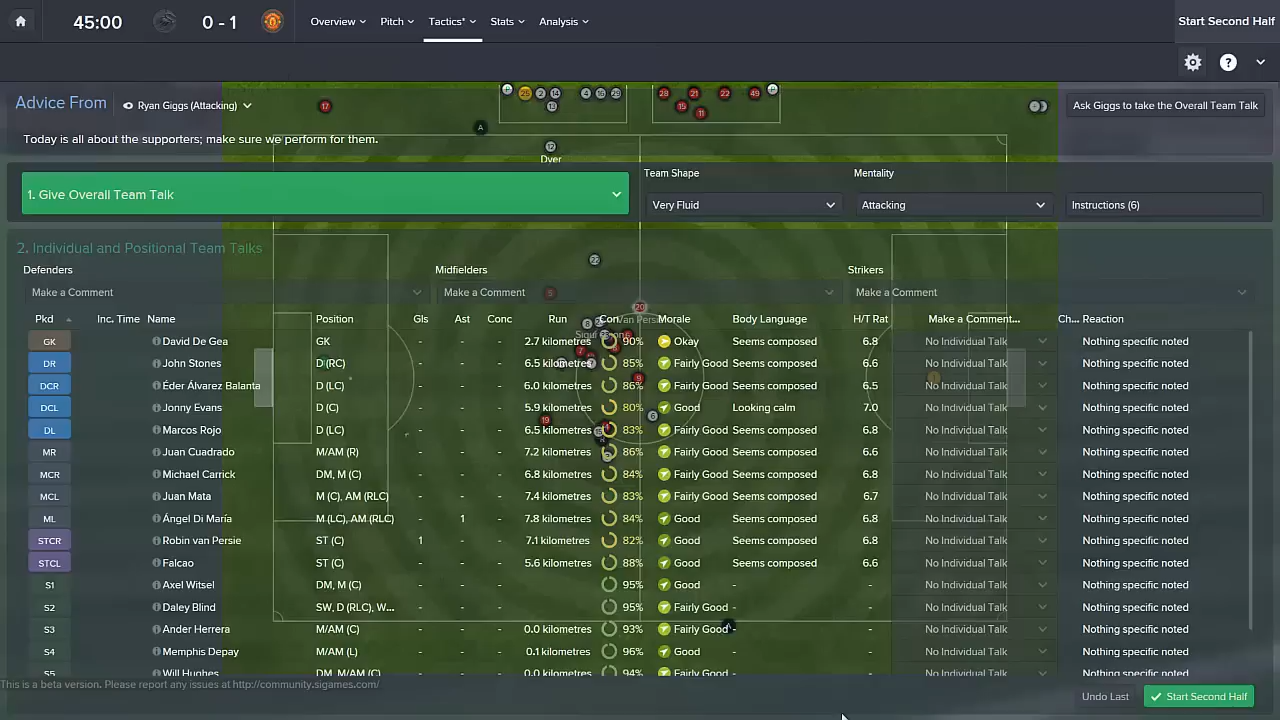 45:00 0 - 1 Overview Pitch Tactics* Stats Analysis Start Second Half
Advice From Ryan Giggs (Attacking) Ask Giggs to take the Overall Team Talk
Today is all about the supporters; make sure we perform for them.
Dyer
1. Give Overall Team Talk
Team Shape Mentality
Very Fluid Attacking Instructions (6)
2. Individual and Positional Team Talks
Defenders Midfielders Strikers
Make a Comment Make a Comment Make a Comment
Pkd Inc. Time Name Position Gls Ast Conc Run Con Morale Body Language H/T Rat Make a Comment... Ch... Reaction
GK David De Gea GK - - - 2.7 kilometres 90% Okay Seems composed 6.8 No Individual Talk Nothing specific noted
DR John Stones D (RC) - - - 6.5 kilometres 85% Fairly Good Seems composed 6.6 No Individual Talk Nothing specific noted
DCR Éder Álvarez Balanta D (LC) - - - 6.0 kilometres 86% Fairly Good Seems composed 6.5 No Individual Talk Nothing specific noted
DCL Jonny Evans D (C) - - - 5.9 kilometres 80% Good Looking calm 7.0 No Individual Talk Nothing specific noted
DL Marcos Rojo D (LC) - - - 6.5 kilometres 83% Fairly Good Seems composed 6.8 No Individual Talk Nothing specific noted
MR Juan Cuadrado M/AM (R) - - - 7.2 kilometres 86% Fairly Good Seems composed 6.6 No Individual Talk Nothing specific noted
MCR Michael Carrick DM, M (C) - - - 6.8 kilometres 84% Fairly Good Seems composed 6.8 No Individual Talk Nothing specific noted
MCL Juan Mata M (C), AM (RLC) - - - 7.4 kilometres 83% Fairly Good Seems composed 6.7 No Individual Talk Nothing specific noted
ML Ángel Di María M (LC), AM (RLC) - 1 - 7.8 kilometres 84% Good Seems composed 6.8 No Individual Talk Nothing specific noted
STCR Robin van Persie ST (C) 1 - - 7.1 kilometres 82% Good Seems composed 6.8 No Individual Talk Nothing specific noted
STCL Falcao ST (C) - - - 5.6 kilometres 88% Good Seems composed 6.6 No Individual Talk Nothing specific noted
S1 Axel Witsel DM, M (C) - - - 95% Good - - No Individual Talk Nothing specific noted
S2 Daley Blind SW, D (RLC), W... - - - 95% Fairly Good - - No Individual Talk Nothing specific noted
S3 Ander Herrera M/AM (C) - - - 0.0 kilometres 93% Fairly Good - - No Individual Talk Nothing specific noted
S4 Memphis Depay M/AM (L) - - - 0.1 kilometres 96% Good - - No Individual Talk Nothing specific noted
S5 Will Hughes DM, M/AM (C) - - - 0.0 kilometres 94% Fairly Good - - No Individual Talk Nothing specific noted
This is a beta version. Please report any issues at http://community.sigames.com/
Undo Last Start Second Half